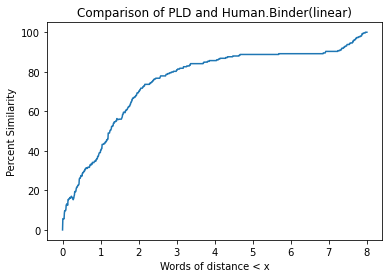 Comparison of PLD and Human.Binder(linear)
100
80
60
40
20
0
Percent Similarity
0 1 2 3 4 5 6 7 8
Words of distance < x